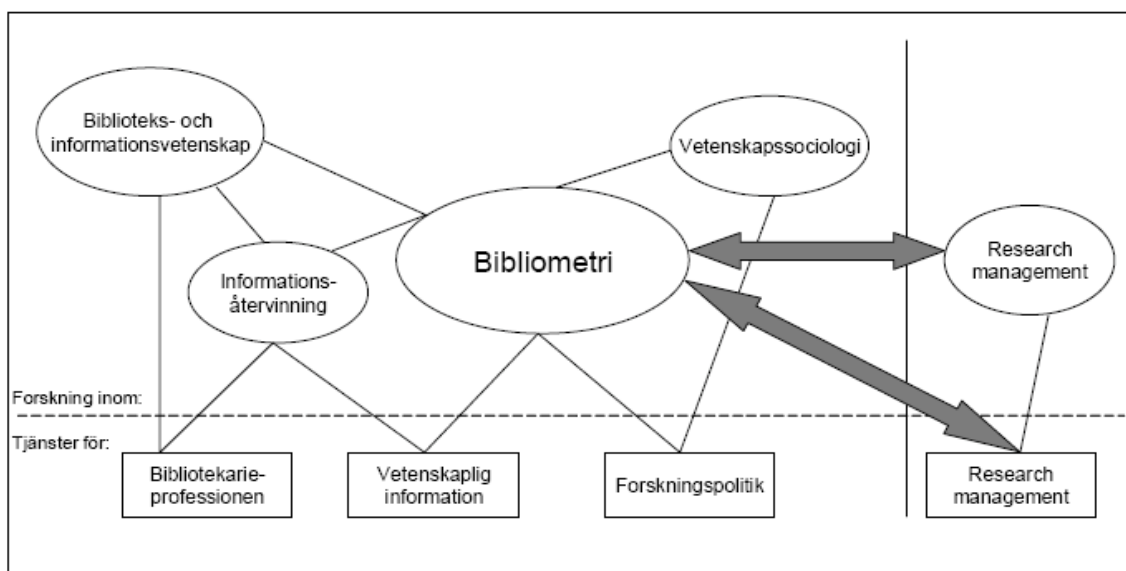 Biblioteks- och
informationsvetenskap
Vetenskapssociologi
Bibliometri
Research
management
Informations-
återvinning
Forskning inom:
Tjänster för:
Bibliotekarie-
professionen
Vetenskaplig
information
Forskningspolitik
Research
management